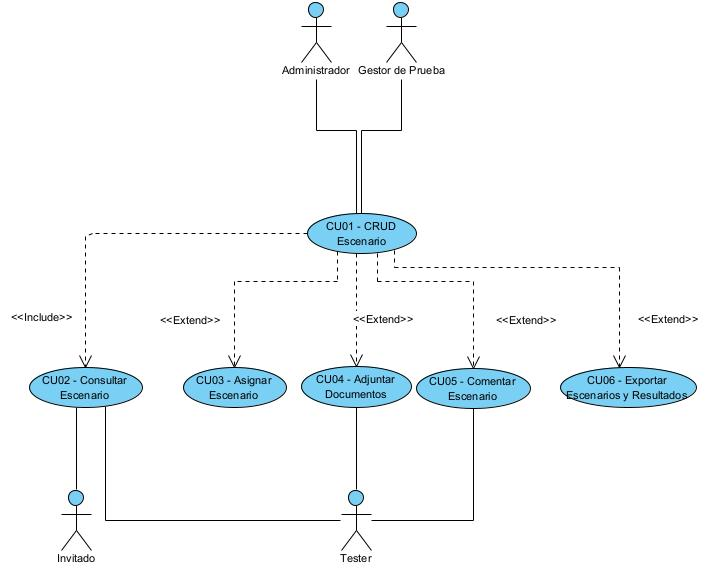 Administrador
Gestor de Prueba
CU01 - CRUD
Escenario
<<Include>>
<<Extend>>
<<Extend>>
<<Extend>>
<<Extend>>
CU02 - Consultar
Escenario
CU03 - Asignar
Escenario
CU04 - Adjuntar
Documentos
CU05 - Comentar
Escenario
CU06 - Exportar
Escenarios y Resultados
Invitado
Tester